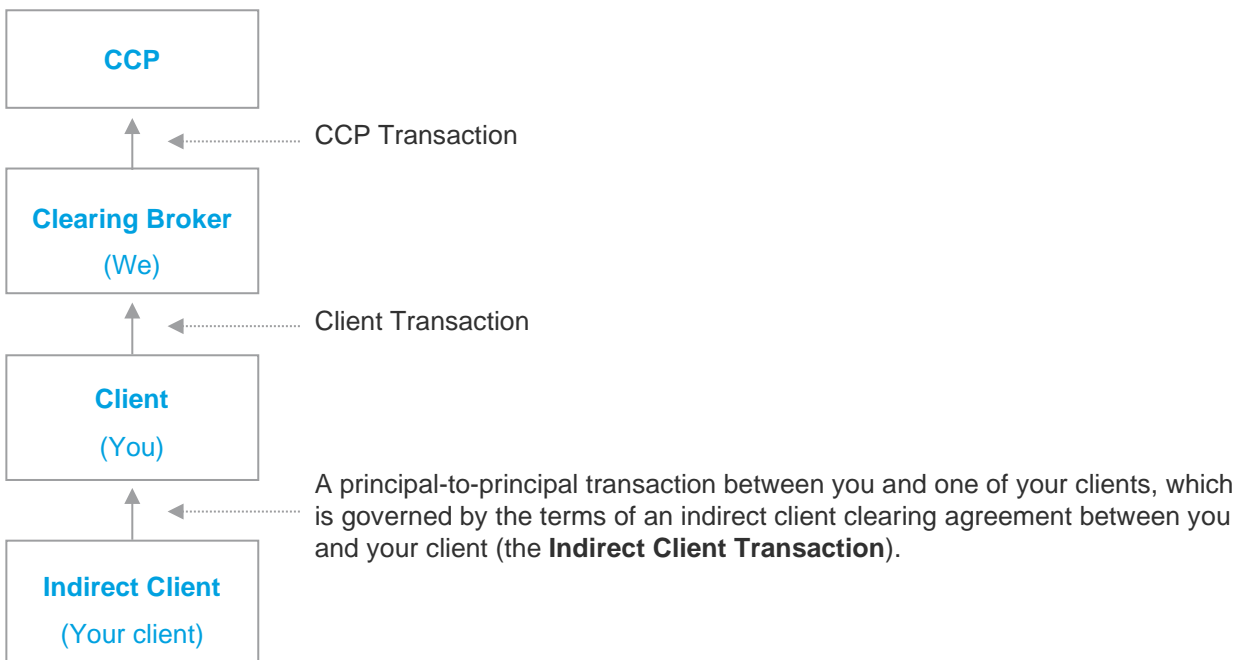 CCP
CCP Transaction
Clearing Broker
(We)
Client Transaction
Client
(You)
A principal-to-principal transaction between you and one of your clients, which
is governed by the terms of an indirect client clearing agreement between you
and your client (the Indirect Client Transaction).
Indirect Client
(Your client)